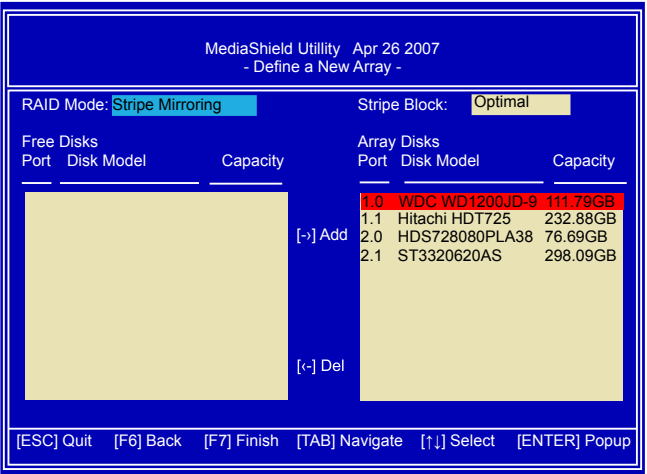 MediaShield Utillity Apr 26 2007
- Define a New Array -
RAID Mode: Stripe Mirroring Stripe Block: Optimal
Free Disks Array Disks
Port Disk Model Capacity Port Disk Model Capacity
1.0 WDC WD1200JD-9 111.79GB
1.1 Hitachi HDT725 232.88GB
[->] Add 2.0 HDS728080PLA38 76.69GB
2.1 ST3320620AS 298.09GB
[<-] Del
[ESC] Quit [F6] Back [F7] Finish [TAB] Navigate [↑↓] Select [ENTER] Popup